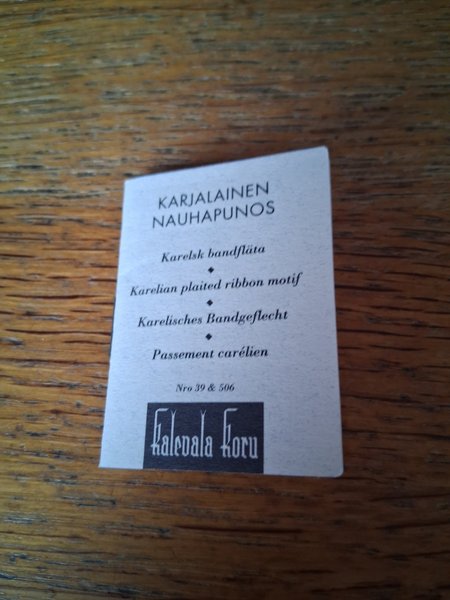 KARJALAINEN
NAUHAPUNOS
Karelsk bandfläta
◆
Karelian plaited ribbon motif
◆
Karelisches Bandgeflecht
◆
Passement carélien
Nro 39 & 506
Kalevala Koru